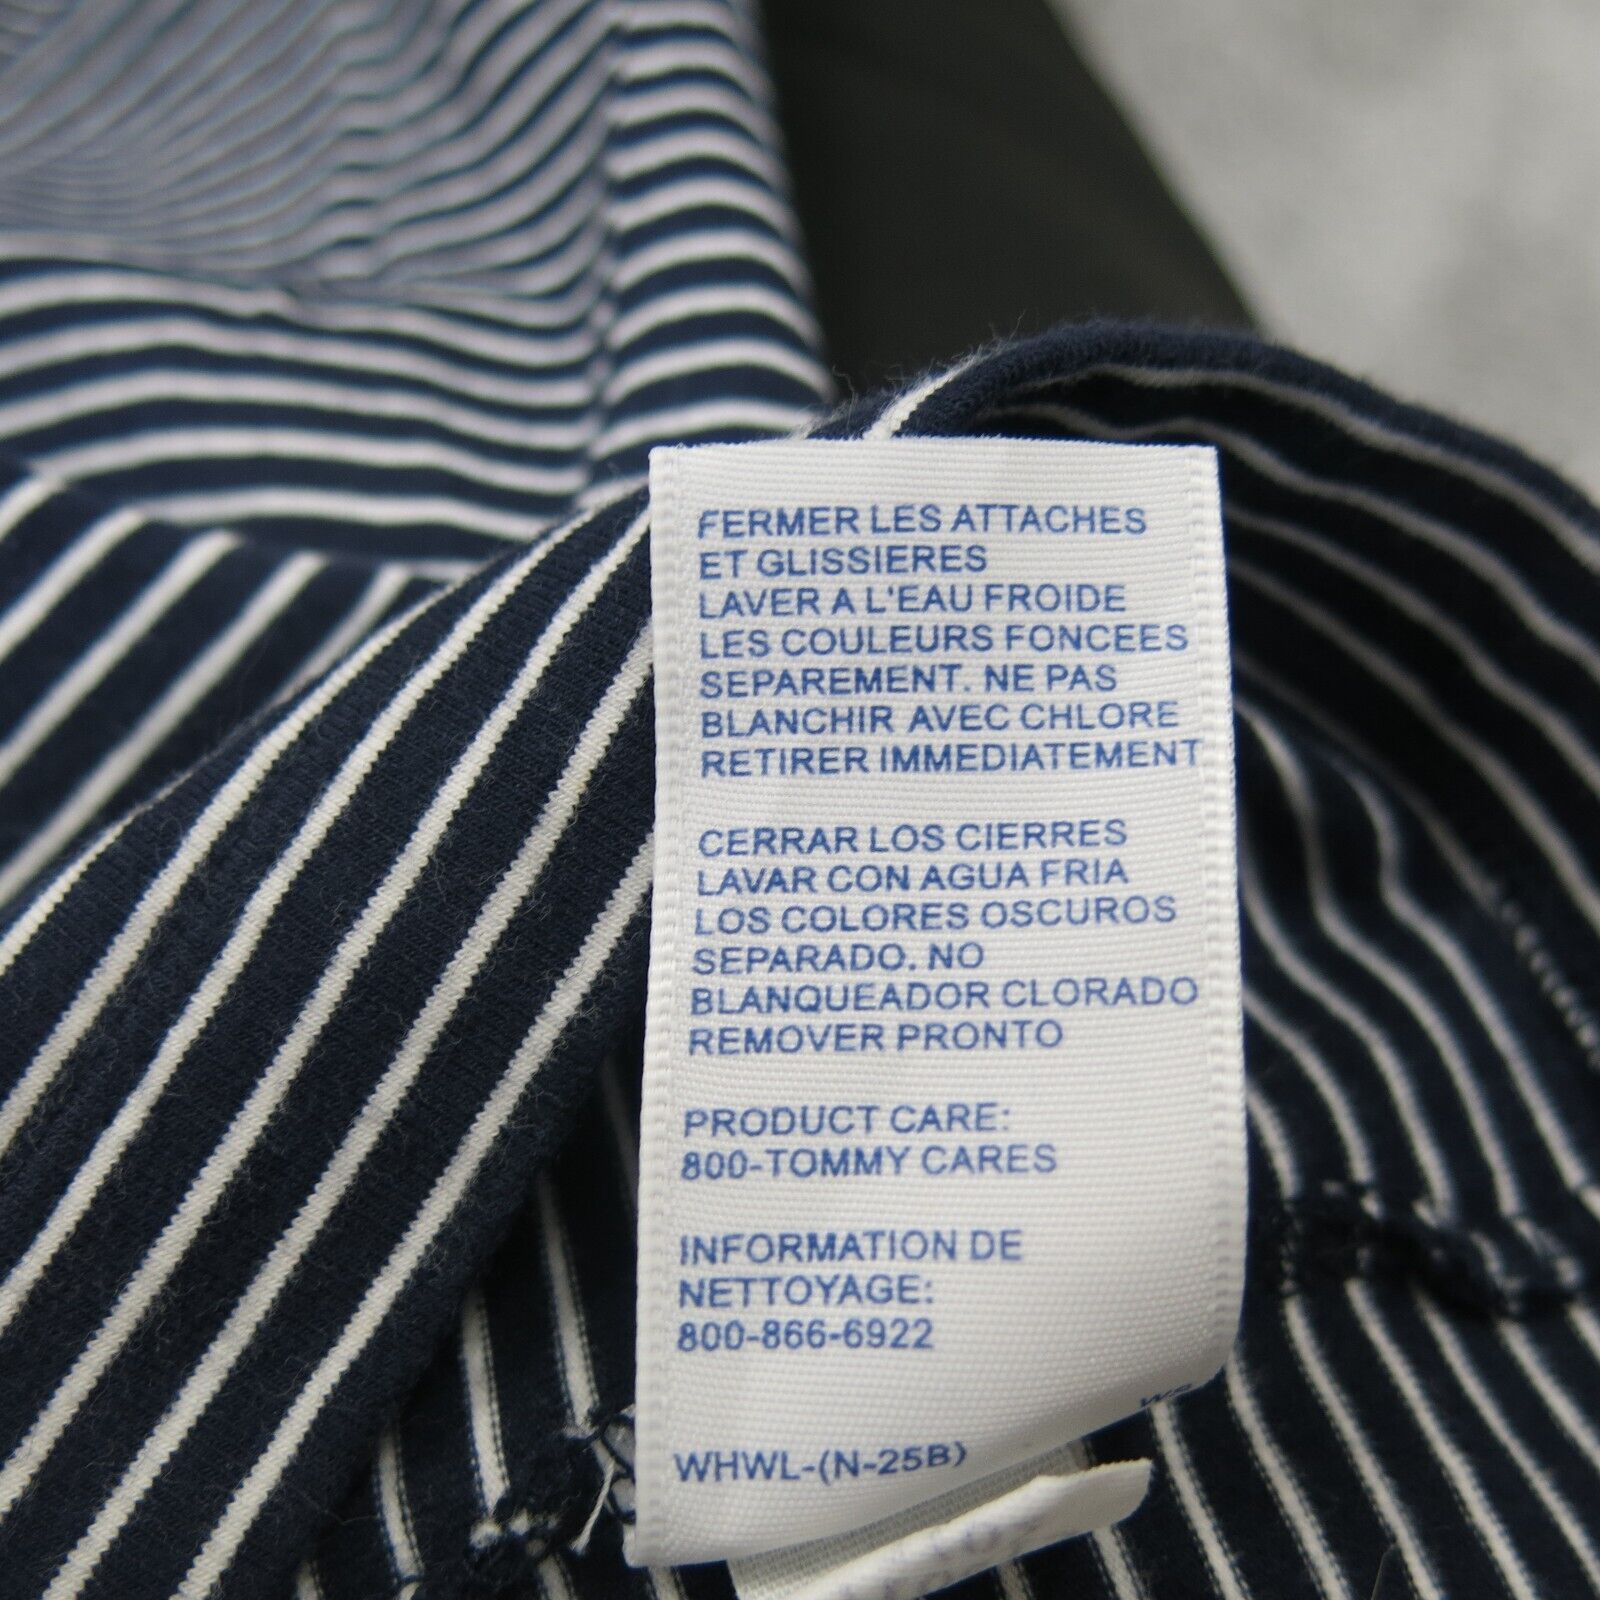 FERMER LES ATTACHES
ET GLISSIERES
LAVER A L'EAU FROIDE
LES COULEURS FONCEES
SEPAREMENT. NE PAS
BLANCHIR AVEC CHLORE
RETIRER IMMEDIATEMENT
CERRAR LOS CIERRES
LAVAR CON AGUA FRIA
LOS COLORES OSCUROS
SEPARADO. NO
BLANQUEADOR CLORADO
REMOVER PRONTO
PRODUCT CARE:
800-TOMMY CARES
INFORMATION DE
NETTOYAGE:
800-866-6922
WHWL-(N-25B)